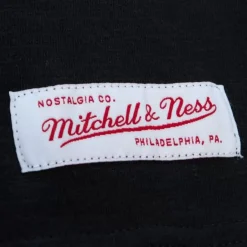 NOSTALGIA CO.
Mitchell & Ness
PHILADELPHIA, PA.